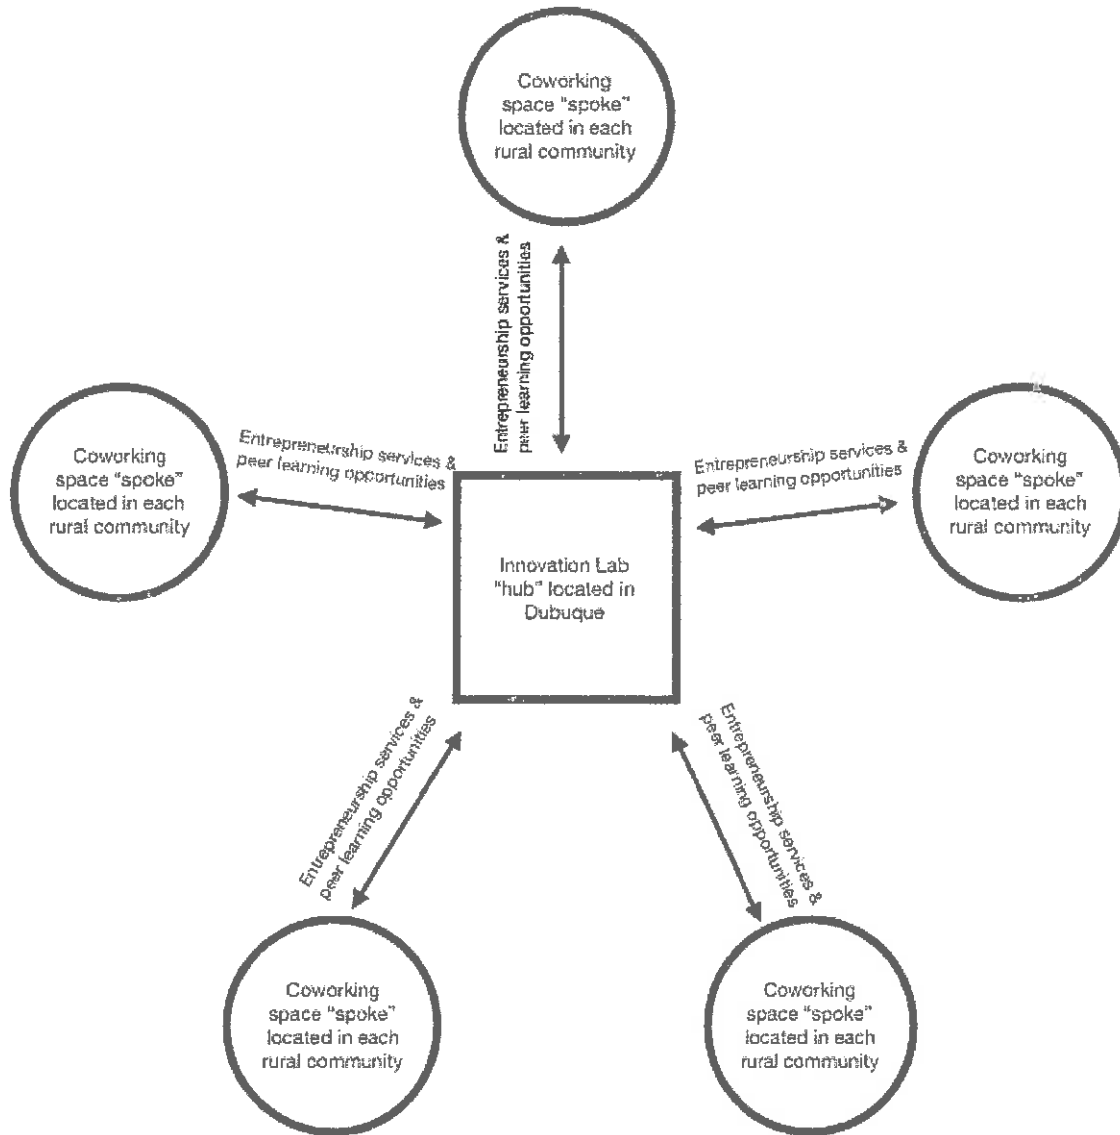 Coworking
space "spoke"
located in each
rural community
Entrepreneurship services &
peer learning opportunities
Coworking
space "spoke"
located in each
rural community
Entrepreneurship services &
peer learning opportunities
Entrepreneurship services &
peer learning opportunities
Coworking
space "spoke"
located in each
rural community
Innovation Lab
"hub" located in
Dubuque
Entrepreneurship services &
peer learning opportunities
Entrepreneurship services &
peer learning opportunities
Coworking
space "spoke"
located in each
rural community
Coworking
space "spoke"
located in each
rural community